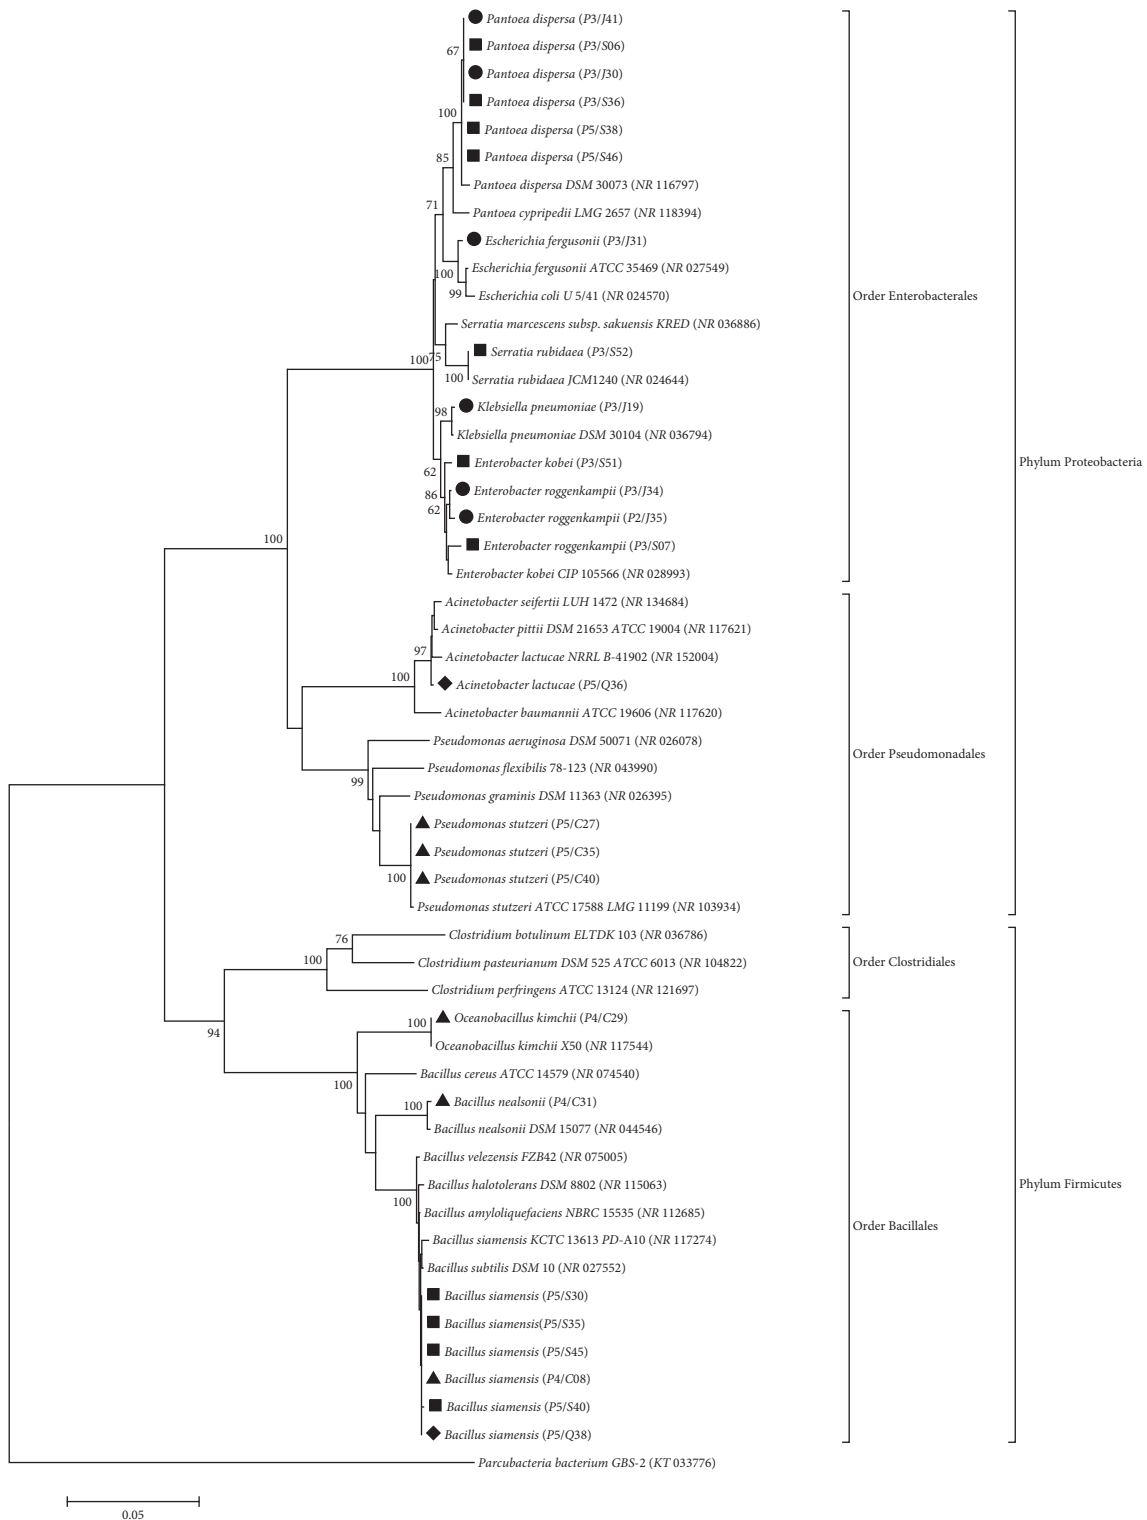 Pantoea dispersa (P3/J41)
67
Pantoea dispersa (P3/S06)
Pantoea dispersa (P3/J30)
Pantoea dispersa (P3/S36)
100
Pantoea dispersa (P5/S38)
85
Pantoea dispersa (P5/S46)
Pantoea dispersa DSM 30073 (NR 116797)
71
Pantoea cypripedii LMG 2657 (NR 118394)
Escherichia fergusonii (P3/J31)
100
Escherichia fergusonii ATCC 35469 (NR 027549)
99
Escherichia coli U 5/41 (NR 024570)
Order Enterobacterales
Serratia marcescens subsp. sakuensis KRED (NR 036886)
100
75
Serratia rubidaea (P3/S52)
100
Serratia rubidaea JCM1240 (NR 024644)
98
Klebsiella pneumoniae (P3/J19)
Klebsiella pneumoniae DSM 30104 (NR 036794)
62
Enterobacter kobei (P3/S51)
Phylum Proteobacteria
86
Enterobacter roggenkampii (P3/J34)
62
Enterobacter roggenkampii (P2/J35)
100
Enterobacter roggenkampii (P3/S07)
Enterobacter kobei CIP 105566 (NR 028993)
Acinetobacter seifertii LUH 1472 (NR 134684)
Acinetobacter pittii DSM 21653 ATCC 19004 (NR 117621)
97
Acinetobacter lactucae NRRL B-41902 (NR 152004)
100
Acinetobacter lactucae (P5/Q36)
Acinetobacter baumannii ATCC 19606 (NR 117620)
Pseudomonas aeruginosa DSM 50071 (NR 026078)
Order Pseudomonadales
99
Pseudomonas flexibilis 78-123 (NR 043990)
Pseudomonas graminis DSM 11363 (NR 026395)
Pseudomonas stutzeri (P5/C27)
Pseudomonas stutzeri (P5/C35)
100
Pseudomonas stutzeri (P5/C40)
Pseudomonas stutzeri ATCC 17588 LMG 11199 (NR 103934)
76
Clostridium botulinum ELTDK 103 (NR 036786)
100
Clostridium pasteurianum DSM 525 ATCC 6013 (NR 104822)
Order Clostridiales
Clostridium perfringens ATCC 13124 (NR 121697)
94
100
Oceanobacillus kimchii (P4/C29)
Oceanobacillus kimchii X50 (NR 117544)
100
Bacillus cereus ATCC 14579 (NR 074540)
100
Bacillus nealsonii (P4/C31)
Bacillus nealsonii DSM 15077 (NR 044546)
Bacillus velezensis FZB42 (NR 075005)
Bacillus halotolerans DSM 8802 (NR 115063)
Phylum Firmicutes
100
Bacillus amyloliquefaciens NBRC 15535 (NR 112685)
Order Bacillales
Bacillus siamensis KCTC 13613 PD-A10 (NR 117274)
Bacillus subtilis DSM 10 (NR 027552)
Bacillus siamensis (P5/S30)
Bacillus siamensis(P5/S35)
Bacillus siamensis (P5/S45)
Bacillus siamensis (P4/C08)
Bacillus siamensis (P5/S40)
Bacillus siamensis (P5/Q38)
Parcubacteria bacterium GBS-2 (KT 033776)
0.05